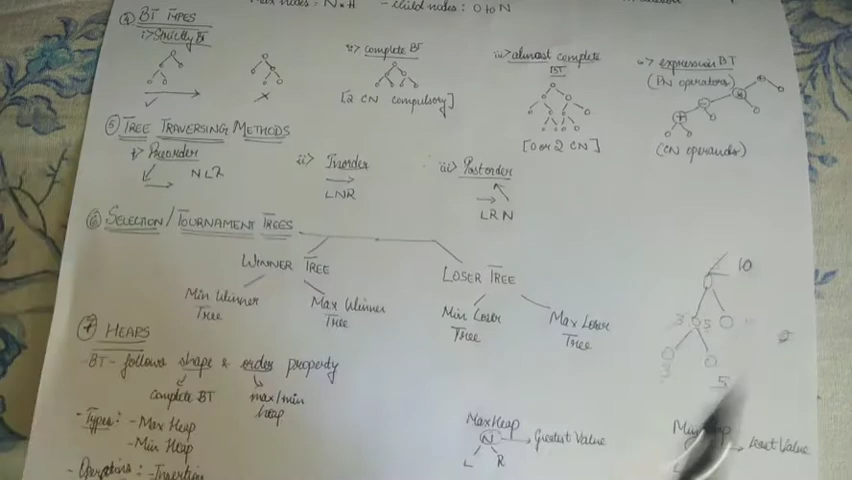 Max nodes: N*H - child nodes: 0 to N
④ BT TYPES
i> Strictly BT
ii> complete BT
[2 CN compulsory]
iii> almost complete
BT
[0 or 2 CN]
expression BT
(PN operators)
(CN operands)
⑤ TREE TRAVERSING METHODS
i> Preorder
NLR
ii> Inorder
LNR
iii> Postorder
LRN
⑥ SELECTION/TOURNAMENT TREES
WINNER TREE
Min Winner
Tree
Max Winner
Tree
LOSER TREE
Min Loser
Tree
Max Loser
Tree
10
3 5
3
5
⑦ HEAPS
- BT - follows shape & order property
complete BT
max/min
heap
- Types: - Max Heap
- Min Heap
- Operations: - Insertion
Max Heap
N Greatest Value
L R
Least Value